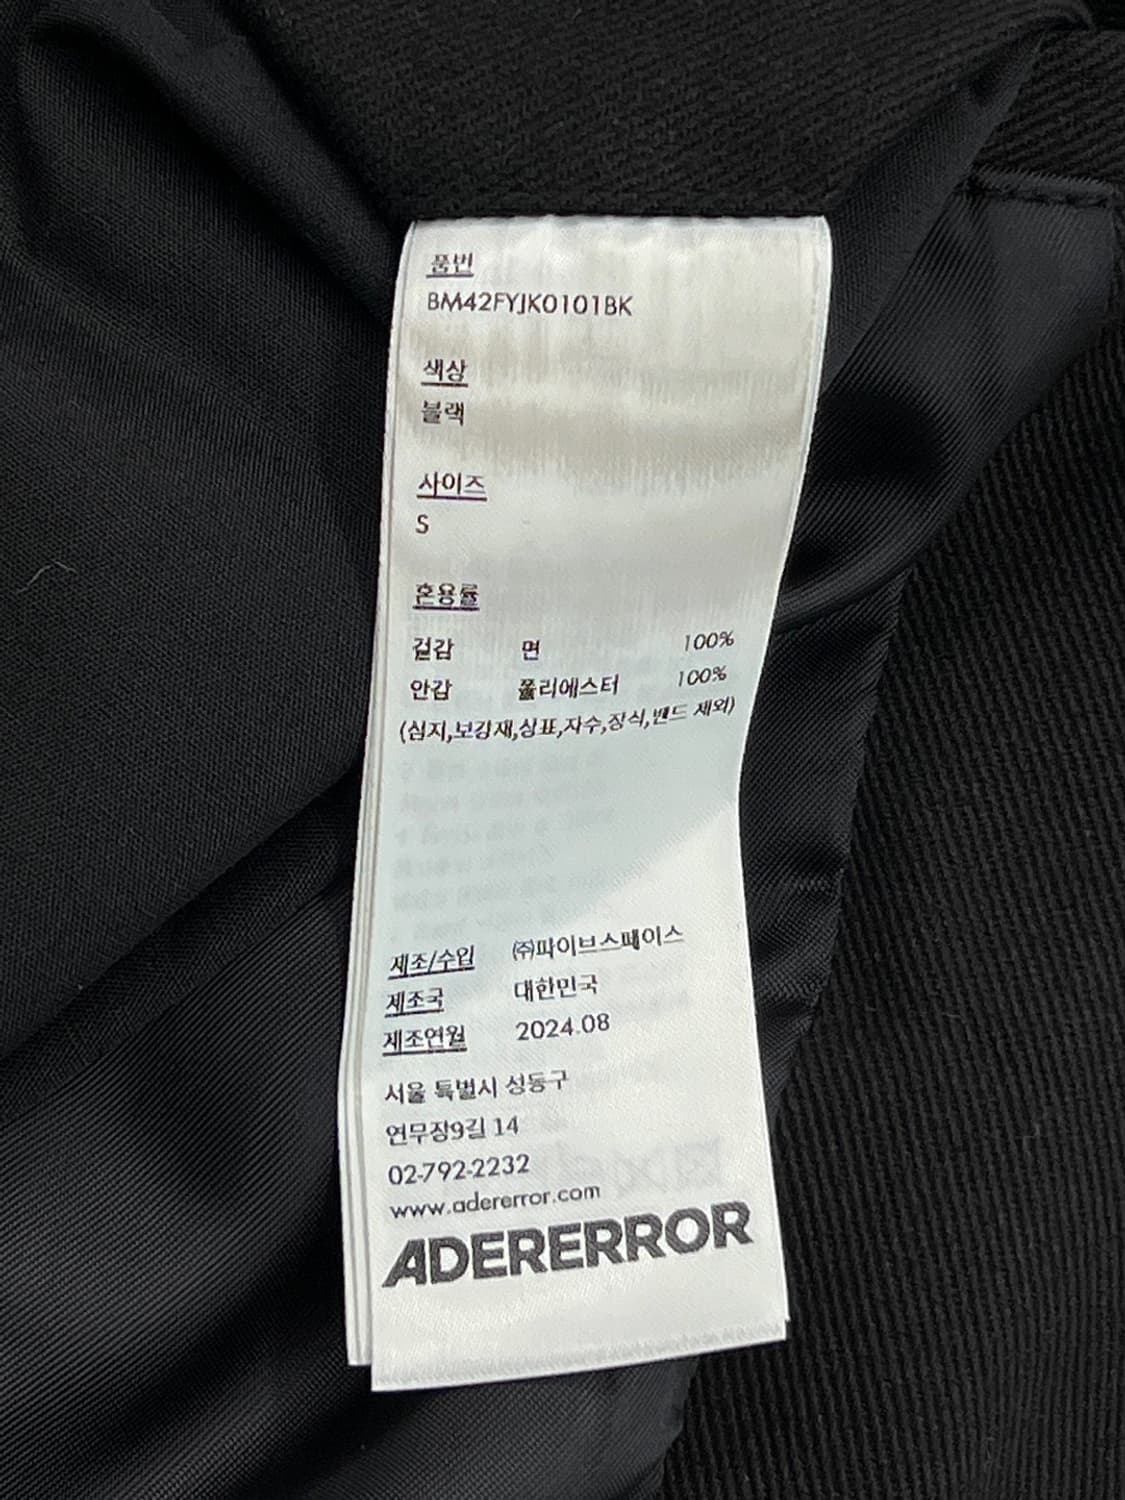 품번
BM42FYJK0101BK
색상
블랙
사이즈
S
혼용률
겉감 면 100%
안감 폴리에스터 100%
(심지,보강재,상표,자수,장식,밴드 제외)
제조/수입 ㈜파이브스페이스
제조국 대한민국
제조연월 2024.08
서울 특별시 성동구
연무장9길 14
02-792-2232
www.adererror.com
ADERERROR